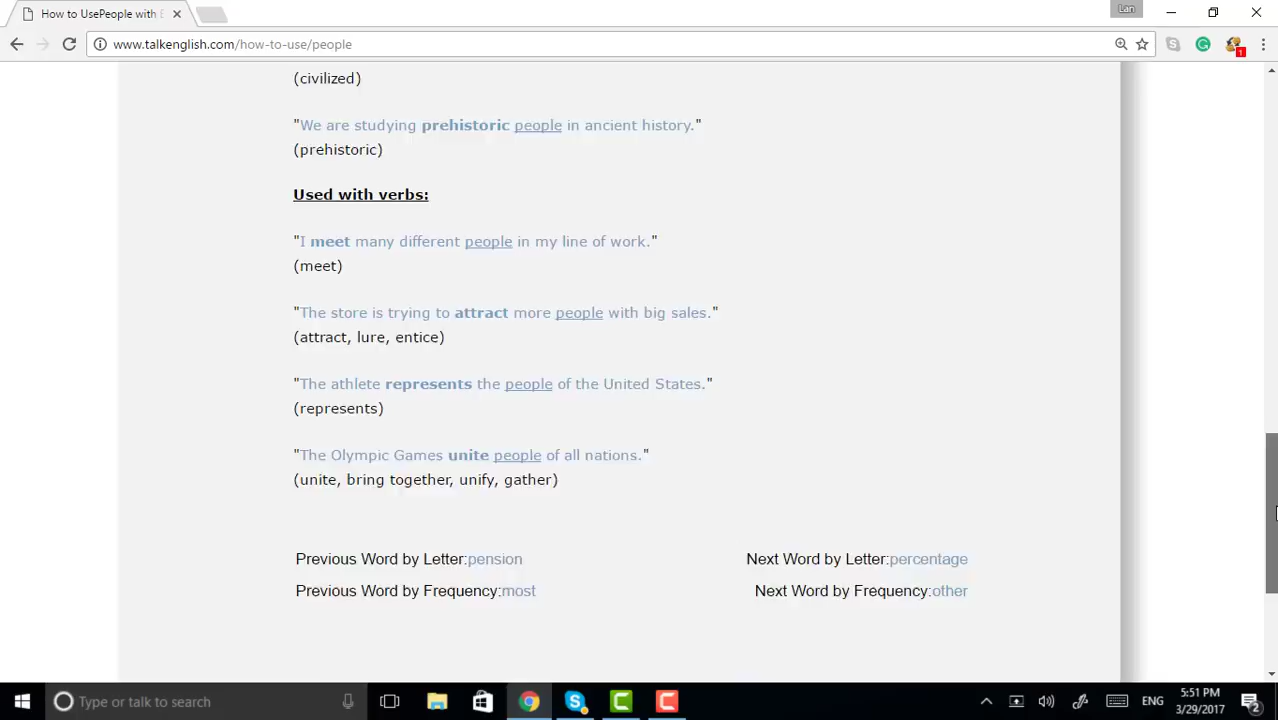 How to UsePeople with E
Lan
www.talkenglish.com/how-to-use/people
1
(civilized)
"We are studying prehistoric people in ancient history."
(prehistoric)
Used with verbs:
"I meet many different people in my line of work."
(meet)
"The store is trying to attract more people with big sales."
(attract, lure, entice)
"The athlete represents the people of the United States."
(represents)
"The Olympic Games unite people of all nations."
(unite, bring together, unify, gather)
Previous Word by Letter:pension Next Word by Letter:percentage
Previous Word by Frequency:most Next Word by Frequency:other
Type or talk to search
ENG
5:51 PM
3/29/2017
2